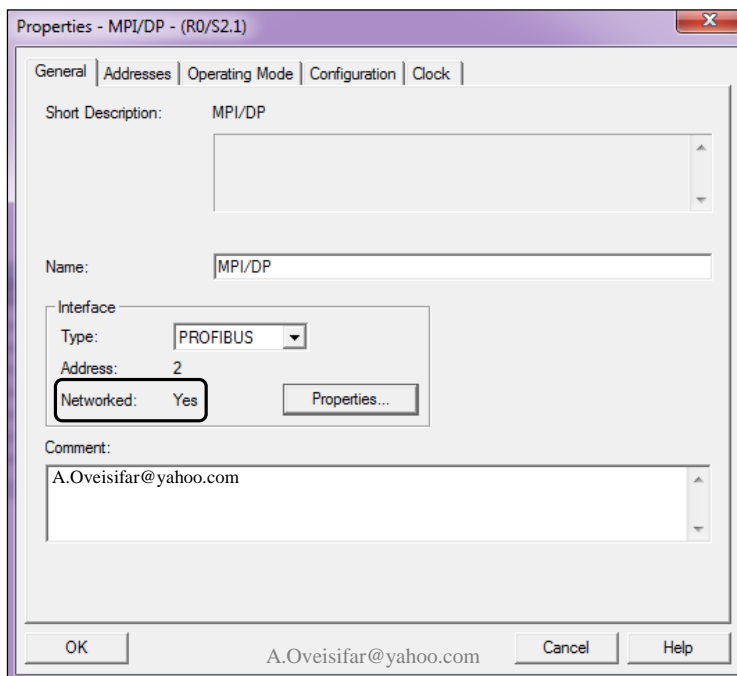 Properties - MPI/DP - (R0/S2.1)
General Addresses Operating Mode Configuration Clock
Short Description: MPI/DP
Name: MPI/DP
Interface
Type: PROFIBUS
Address: 2
Networked: Yes Properties...
Comment:
A.Oveisifar@yahoo.com
OK A.Oveisifar@yahoo.com Cancel Help